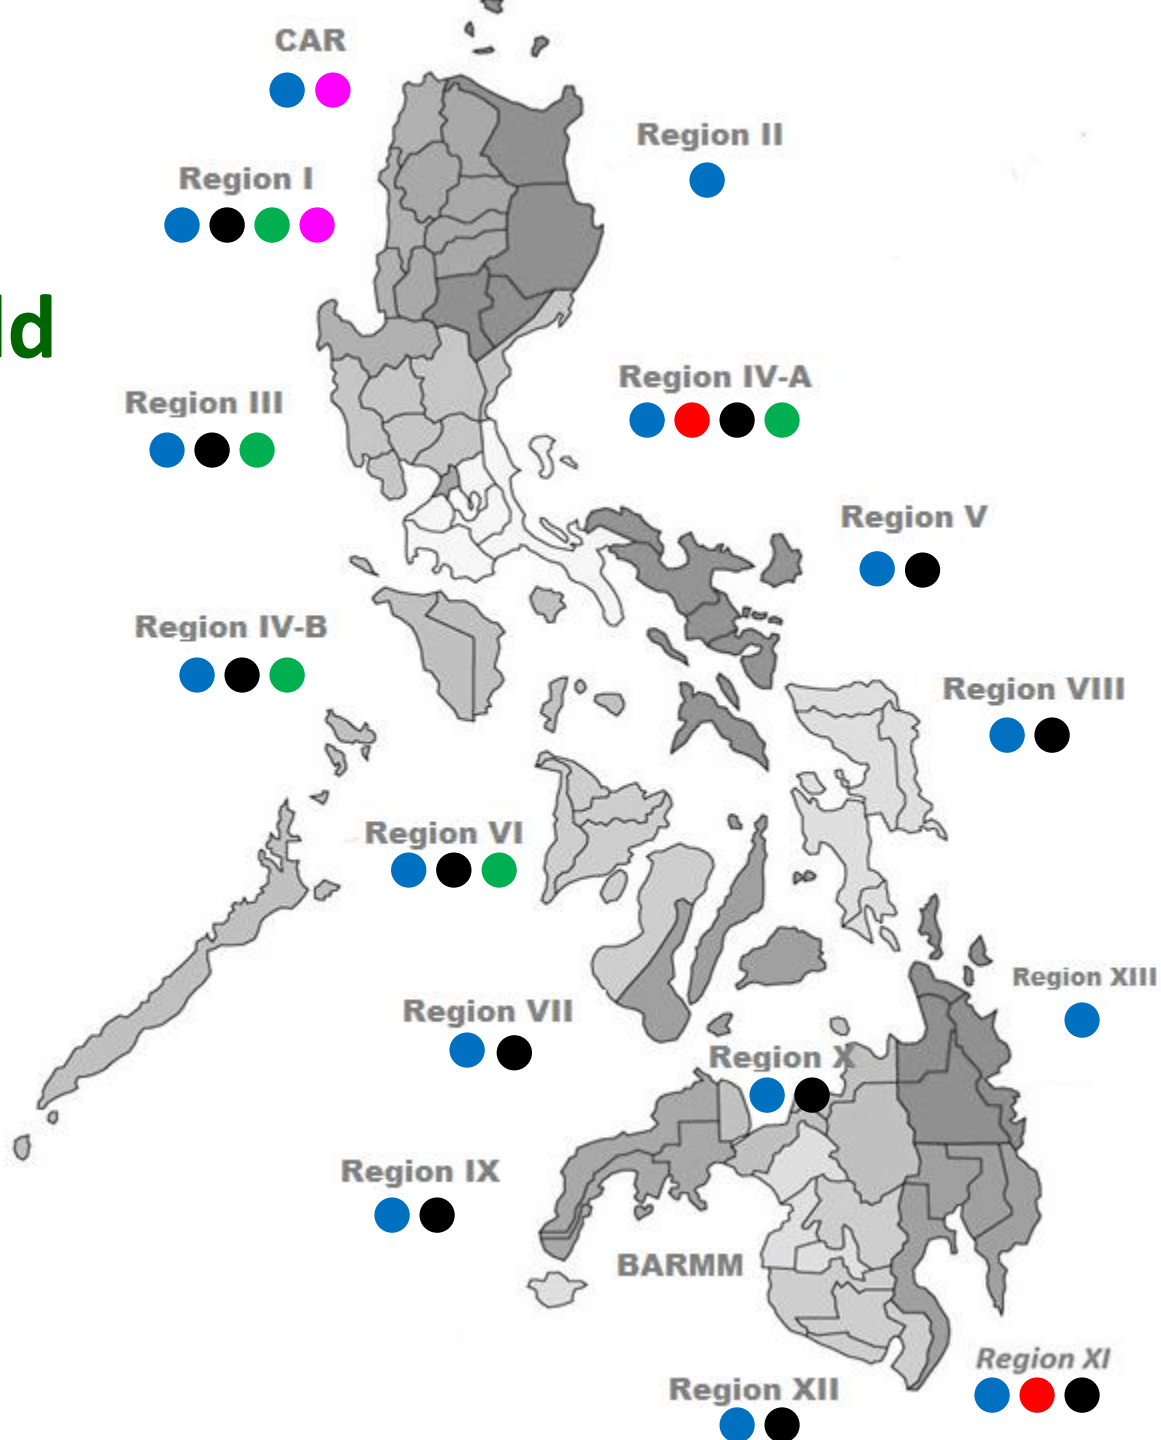 CAR
Region II
Region I
ld
Region IV-A
Region III
Region V
Region IV-B
Region VIII
Region VI
Region XIII
Region VII
Region X
Region IX
BARMM
Region XI
Region XII